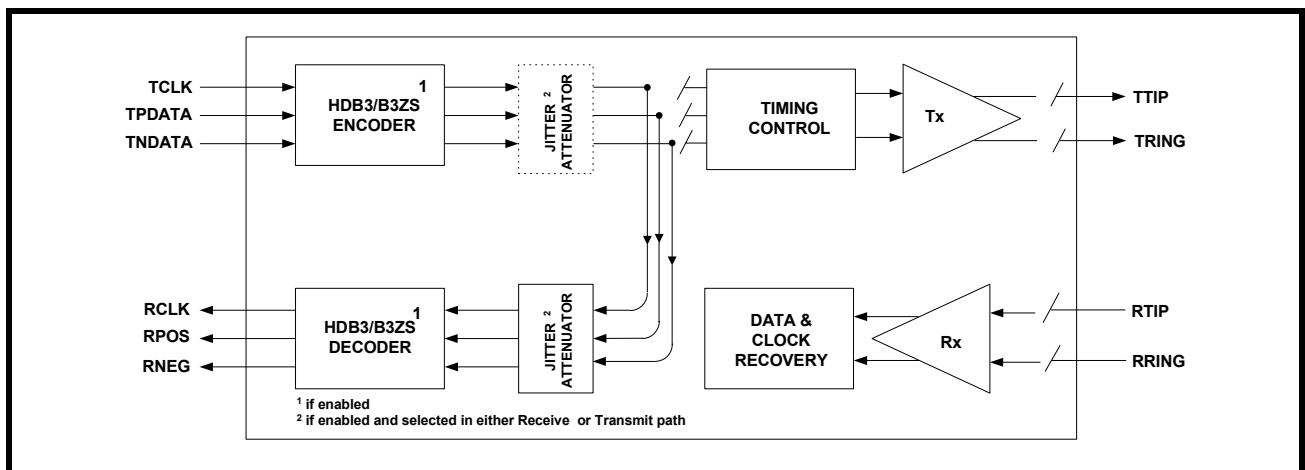 TCLK
TPDATA
TNDATA
HDB3/B3ZS 1
ENCODER
JITTER 2
ATTENUATOR
TIMING
CONTROL
Tx
TTIP
TRING
RCLK
RPOS
RNEG
HDB3/B3ZS 1
DECODER
JITTER 2
ATTENUATOR
DATA &
CLOCK
RECOVERY
Rx
RTIP
RRING
1 if enabled
2 if enabled and selected in either Receive or Transmit path